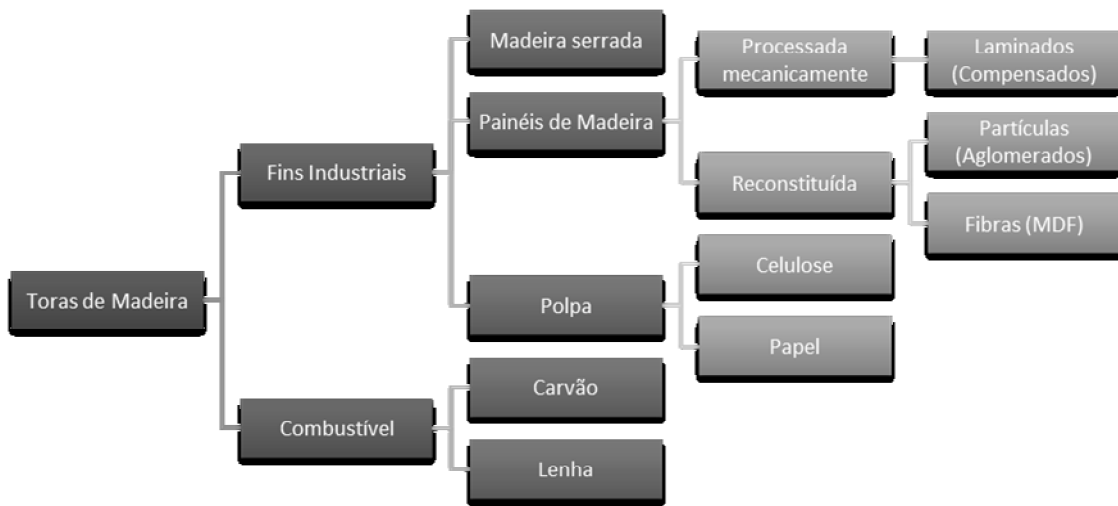 Madeira serrada
Processada
mecanicamente
Laminados
(Compensados)
Painéis de Madeira
Partículas
(Aglomerados)
Fins Industriais
Reconstituída
Fibras (MDF)
Celulose
Toras de Madeira
Polpa
Papel
Carvão
Combustível
Lenha